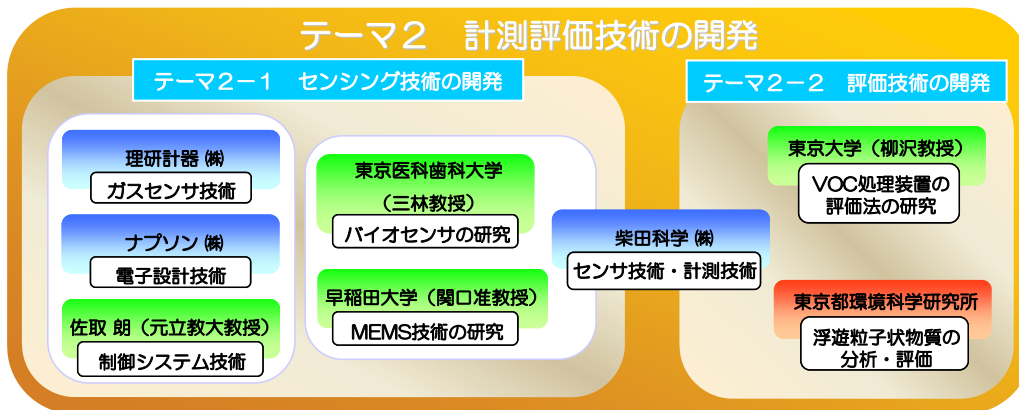 テーマ2 計測評価技術の開発
テーマ2-1 センシング技術の開発
理研計器㈱
ガスセンサ技術
ナプソン㈱
電子設計技術
佐取 朗(元立教大教授)
制御システム技術
東京医科歯科大学
(三林教授)
バイオセンサの研究
早稲田大学(関口准教授)
MEMS技術の研究
柴田科学㈱
センサ技術・計測技術
テーマ2-2 評価技術の開発
東京大学(柳沢教授)
VOC処理装置の
評価法の研究
東京都環境科学研究所
浮遊粒子状物質の
分析・評価